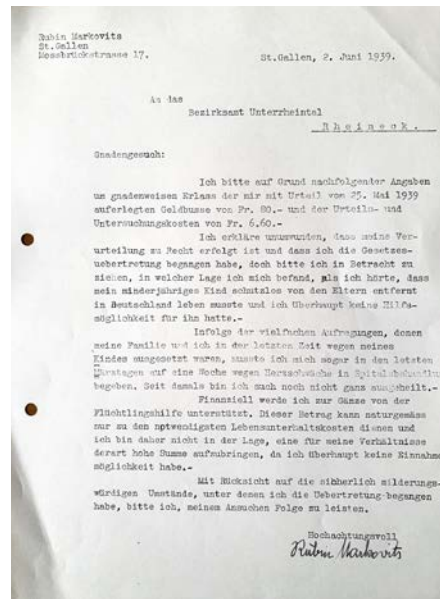 Rubin Markovits
St.Gallen
Moosbrückstrasse 17.
St.Gallen, 2. Juni 1939.
An das
Bezirksamt Unterrheintal
Rheineck.
Gnadengesuch:
Ich bitte auf Grund nachfolgender Angaben
um gnadenweisen Erlass der mir mit Urteil vom 25. Mai 1939
auferlegten Geldbusse von Fr. 80.- und der Urteils- und
Untersuchungskosten von Fr. 6.60.-
Ich erkläre unumwunden, dass meine Ver-
urteilung zu Recht erfolgt ist und dass ich die Gesetzes-
uebertretung begangen habe, doch bitte ich in Betracht zu
ziehen, in welcher Lage ich mich befand, als ich hörte, dass
mein minderjähriges Kind schutzlos von den Eltern entfernt
in Deutschland leben musste und ich überhaupt keine Hilfs-
möglichkeit für ihn hatte.-
Infolge der vielfachen Aufregungen, denen
meine Familie und ich in der letzten Zeit wegen meines
Kindes ausgesetzt waren, musste ich mich sogar in den letzten
auf eine Woche wegen Herzschwäche in Spitalsbehandlu
begeben. Seit damals bin ich auch noch nicht ganz ausgeheilt.-
Finanziell werde ich zur Gänze von der
Flüchtlingshilfe unterstützt. Dieser Betrag kann naturgemäss
nur zu den notwendigsten Lebensunterhaltskosten dienen und
ich bin daher nicht in der Lage, eine für meine Verhältnisse
derart hohe Summe aufzubringen, da ich überhaupt keine Einnahme
möglichkeit habe.-
Mit Rücksicht auf die sicherlich milderungs-
würdigen Umstände, unter denen ich die Uebertretung begangen
habe, bitte ich, meinem Ansuchen Folge zu leisten.
Hochachtungsvoll
Rubin Markovits